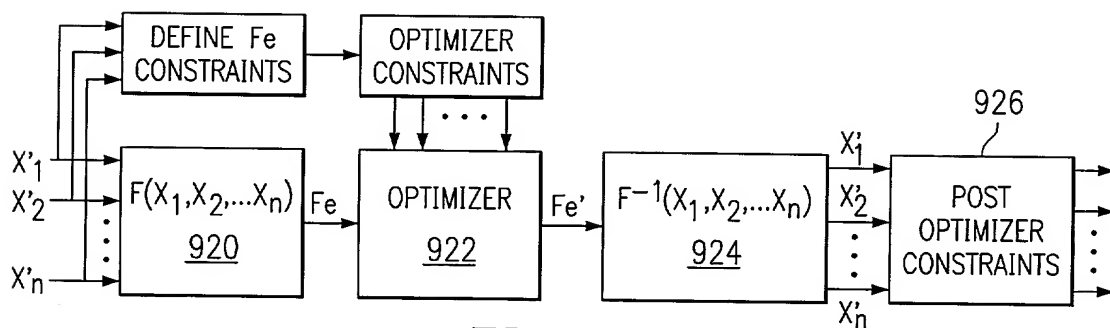 DEFINE Fe
CONSTRAINTS
OPTIMIZER
CONSTRAINTS
926
X'1
X'2
X'n
F(X1,X2,...Xn)
920
Fe
OPTIMIZER
922
Fe'
F-1(X1,X2,...Xn)
924
X'1
X'2
X'n
POST
OPTIMIZER
CONSTRAINTS